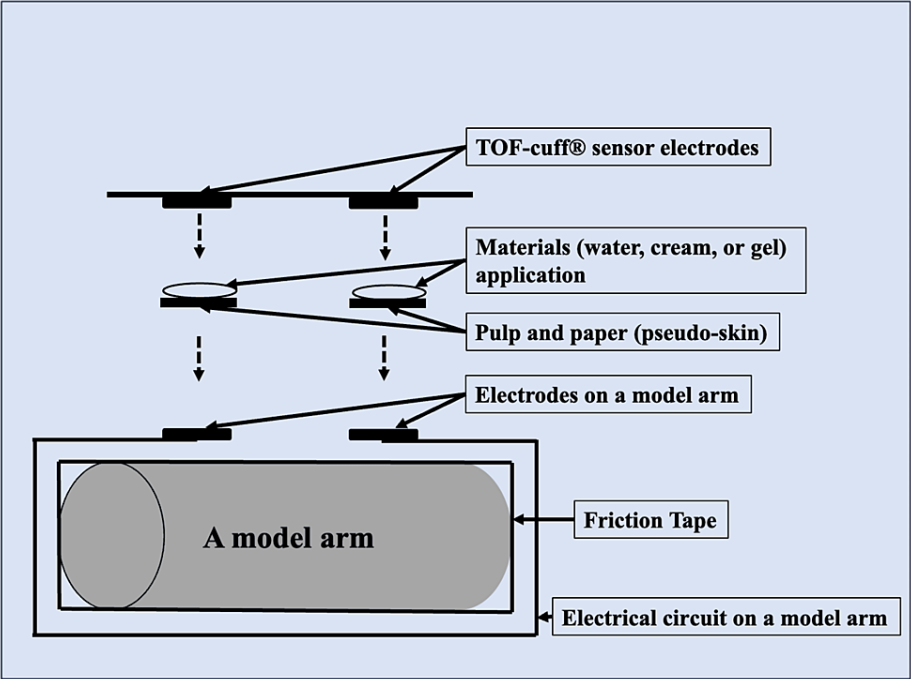 TOF-cuff® sensor electrodes
Materials (water, cream, or gel)
application
Pulp and paper (pseudo-skin)
Electrodes on a model arm
Friction Tape
A model arm
Electrical circuit on a model arm